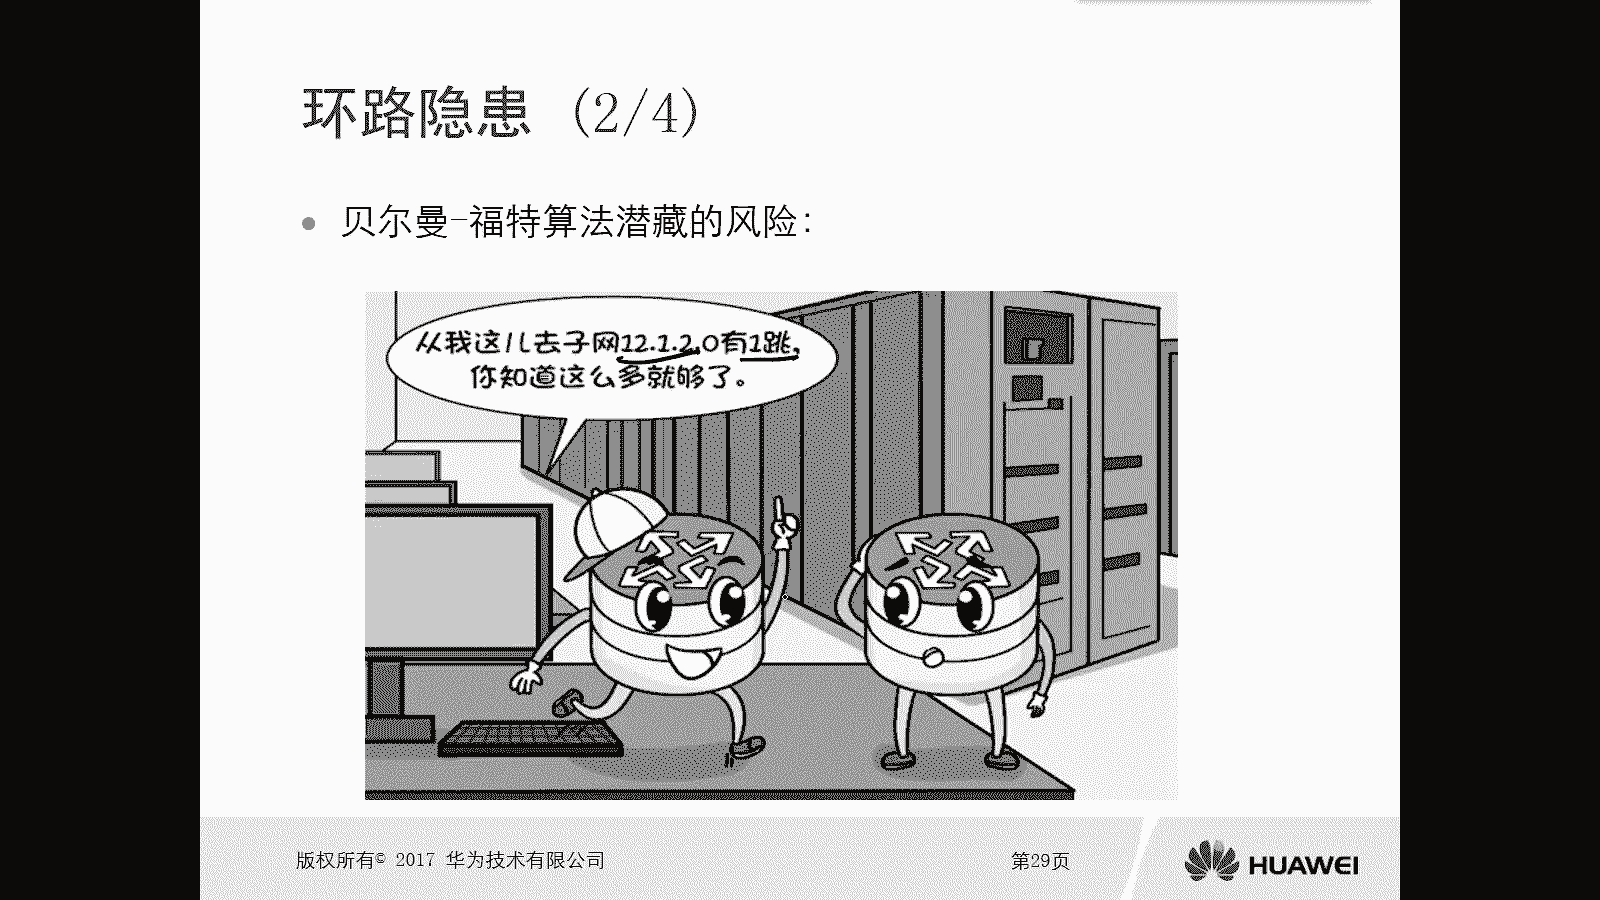 环路隐患 (2/4)
贝尔曼-福特算法潜藏的风险:
从我这儿去子网12.1.2.0有1跳,
你知道这么多就够了。
版权所有© 2017 华为技术有限公司
第29页
HUAWEI